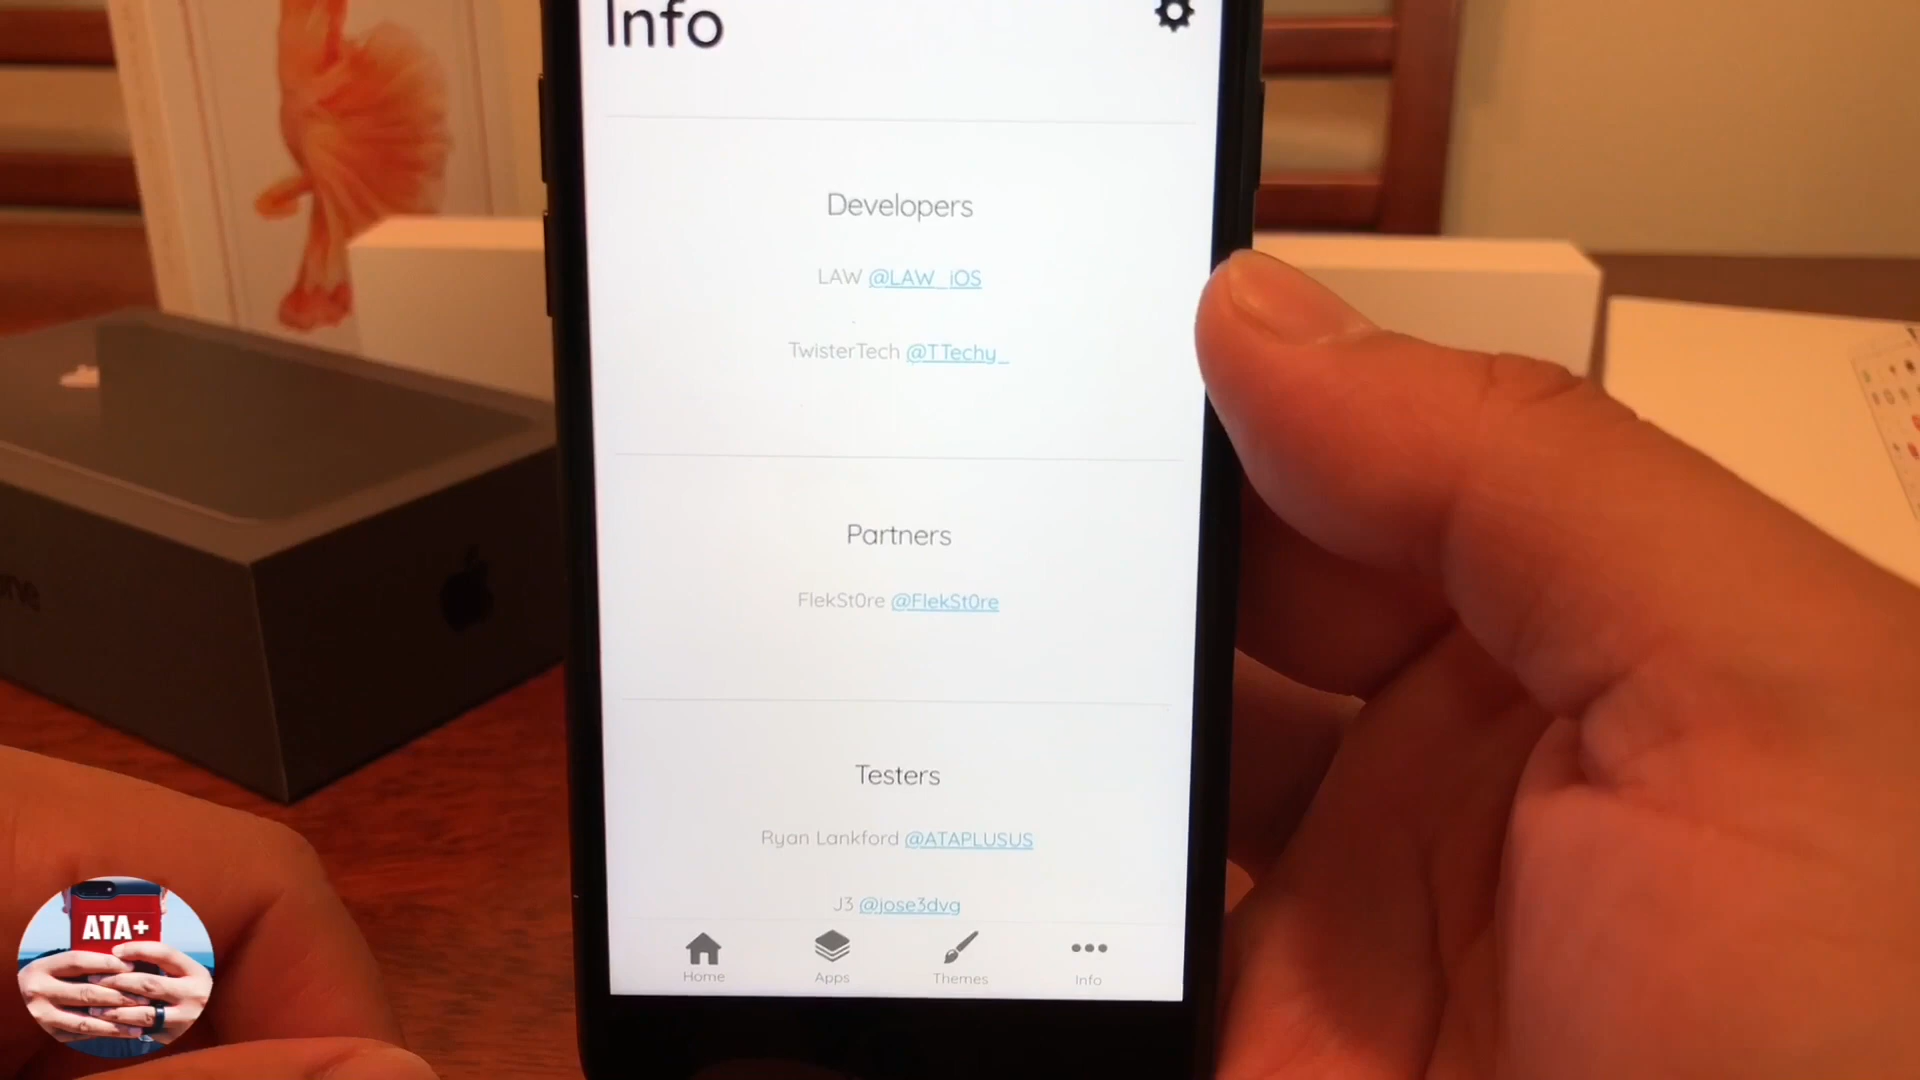 Info
Developers
LAW @LAW_iOS
TwisterTech @TTechy_
Partners
FlekSt0re @FlekSt0re
Testers
Ryan Lankford @ATAPLUSUS
J3 @jose3dvg
Home
Apps
Themes
Info
ATA+